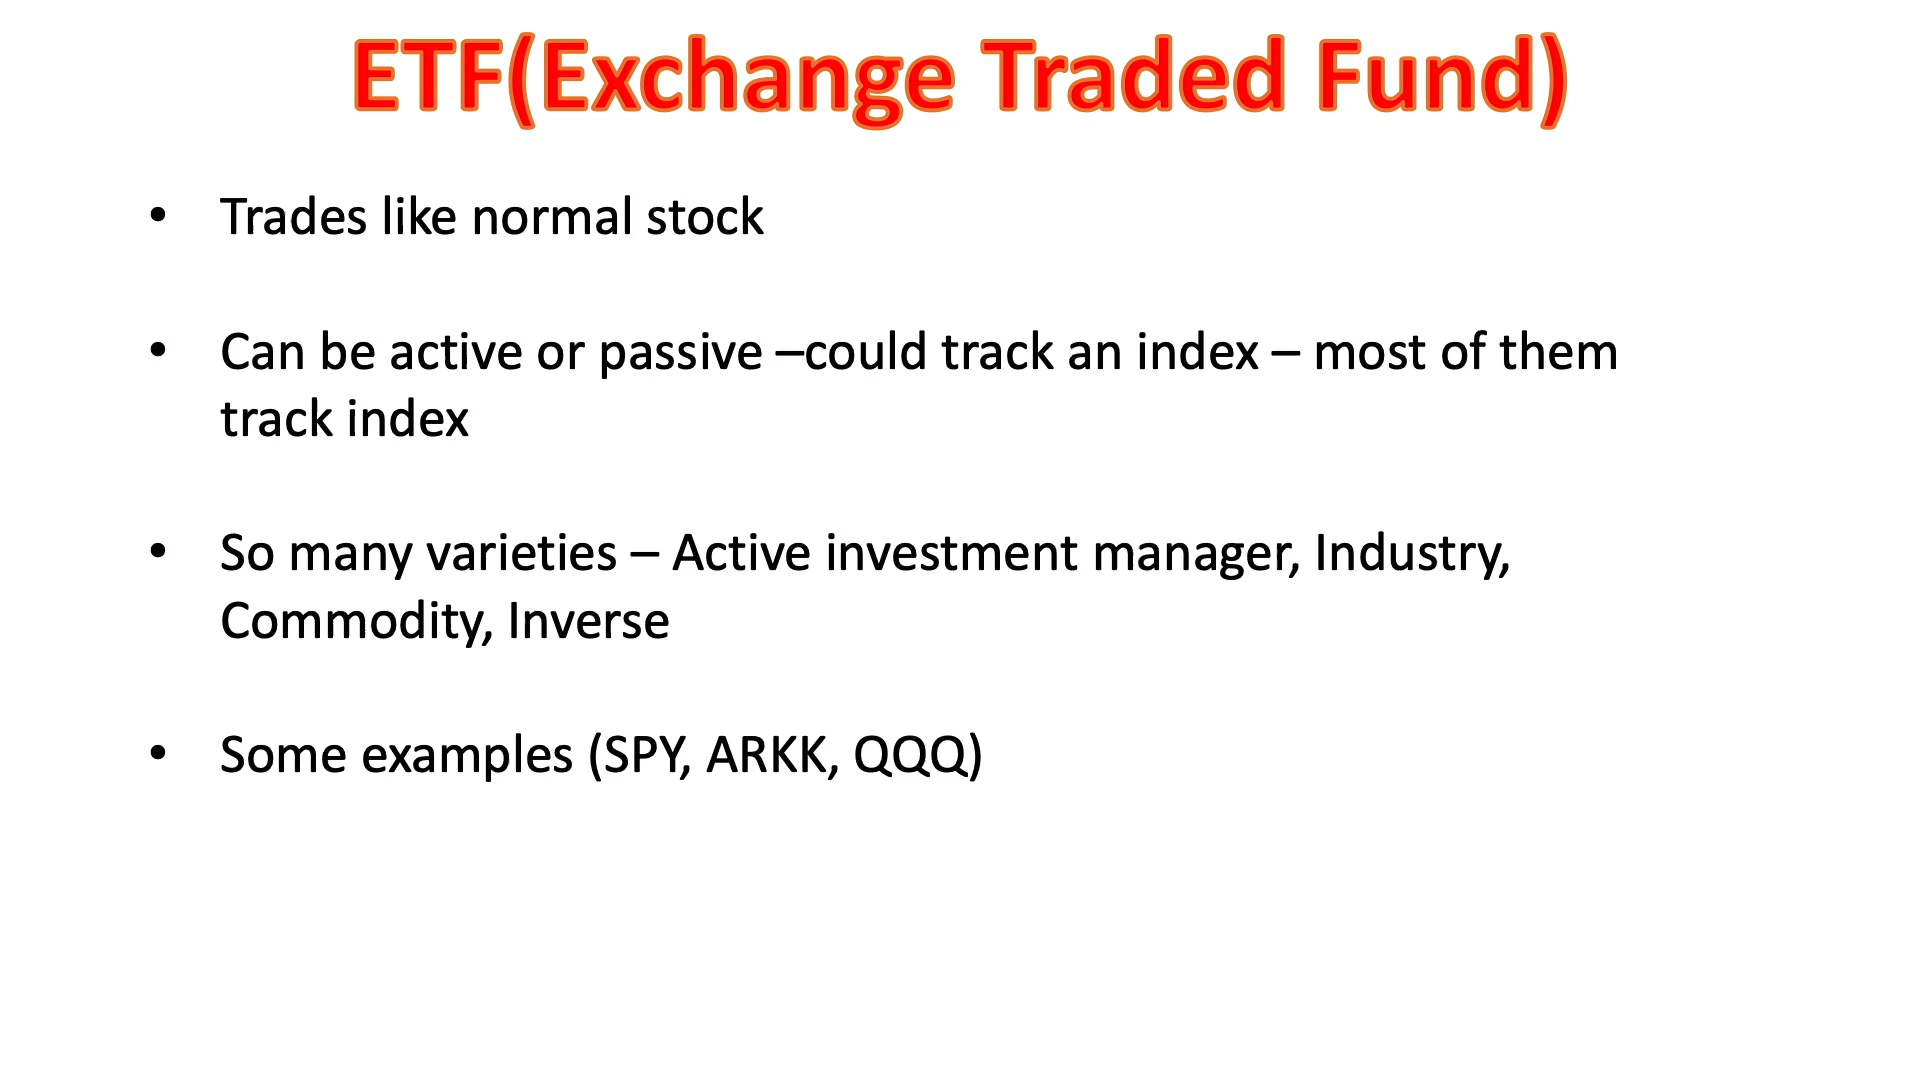 ETF(Exchange Traded Fund)
• Trades like normal stock
• Can be active or passive –could track an index – most of them
track index
• So many varieties – Active investment manager, Industry,
Commodity, Inverse
• Some examples (SPY, ARKK, QQQ)